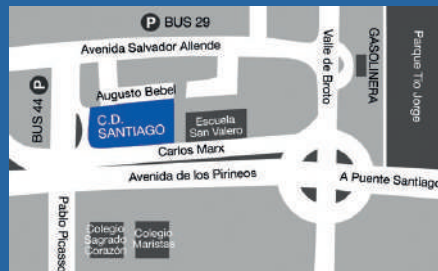 P BUS 29
Avenida Salvador Allende
Valle de Broto
GASOLINERA
Parque Tío Jorge
P
BUS 44
Augusto Bebel
C.D.
SANTIAGO
Escuela
San Valero
Carlos Marx
Avenida de los Pirineos
A Puente Santiago
Pablo Picasso
Colegio
Sagrado
Corazón
Colegio
Maristas